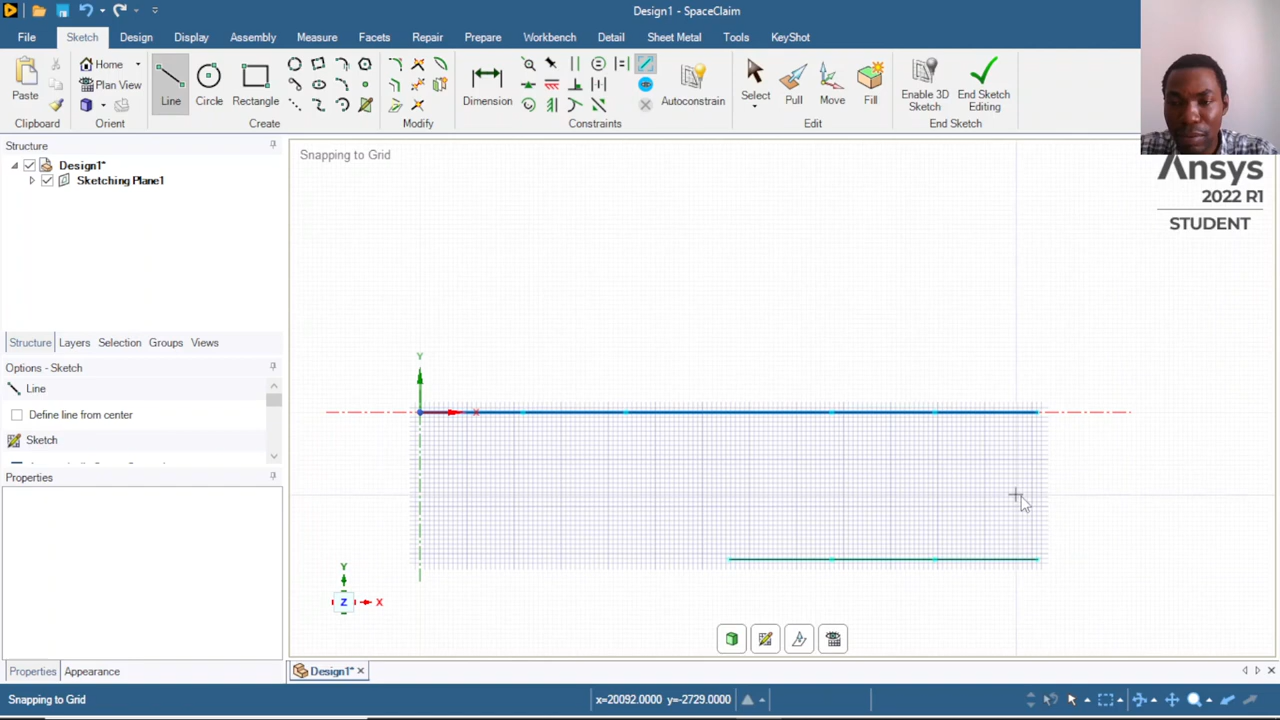 Design1 - SpaceClaim
File Sketch Design Display Assembly Measure Facets Repair Prepare Workbench Detail Sheet Metal Tools KeyShot
Paste
Home
Plan View
Line Circle Rectangle
Dimension
Autoconstrain
Select Pull Move Fill
Enable 3D Sketch
End Sketch Editing
Clipboard Orient Create Modify Constraints Edit End Sketch
Structure
Design1*
Sketching Plane1
Structure Layers Selection Groups Views
Options - Sketch
Line
Define line from center
Sketch
Properties
Properties Appearance
Snapping to Grid
Ansys
2022 R1
STUDENT
Y
Y
Z X
Design1*
Snapping to Grid x=20092.0000 y=-2729.0000